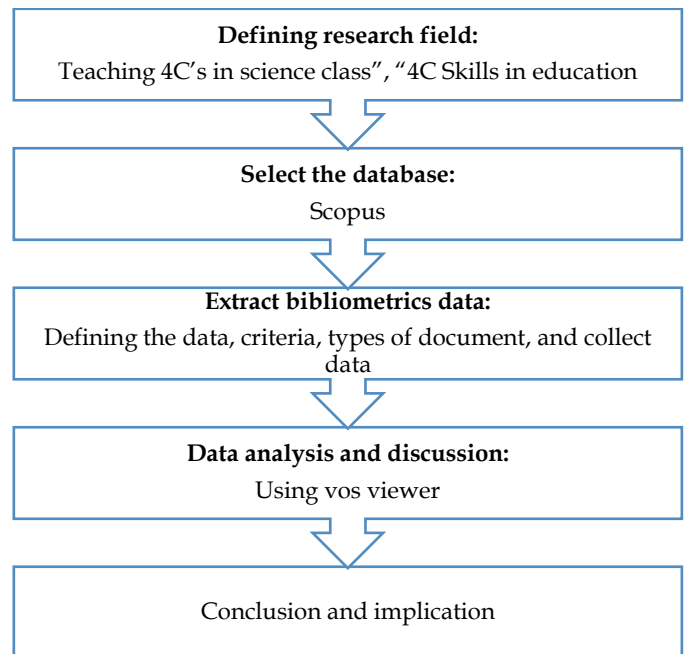 Defining research field:
Teaching 4C's in science class”, “4C Skills in education
Select the database:
Scopus
Extract bibliometrics data:
Defining the data, criteria, types of document, and collect
data
Data analysis and discussion:
Using vos viewer
Conclusion and implication